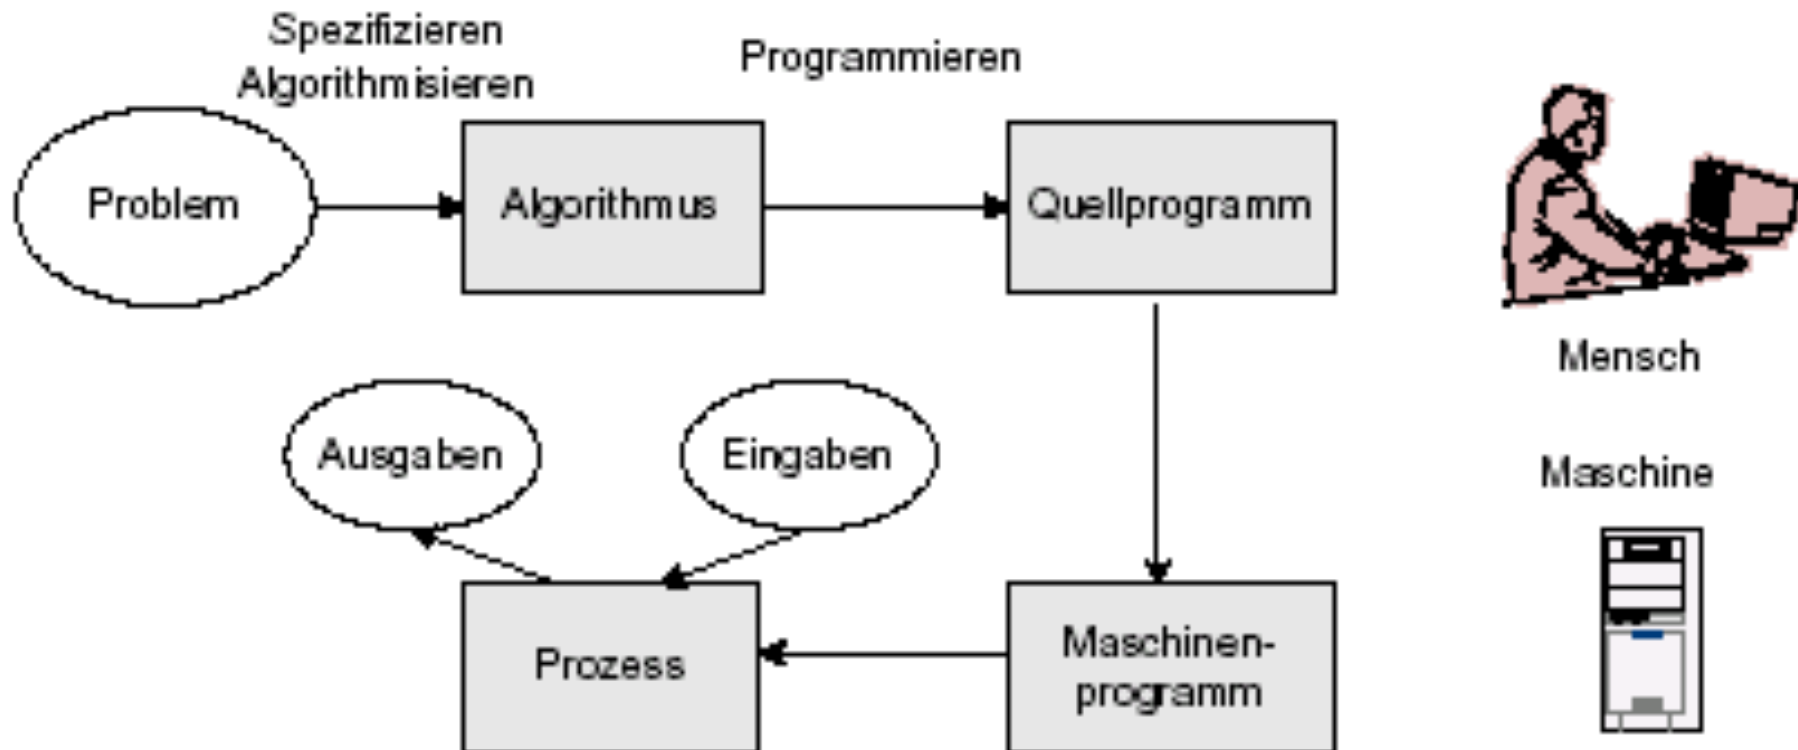 Spezifizieren
Algorithmisieren
Programmieren
Problem
Algorithmus
Quellprogramm
Mensch
Ausgaben
Eingaben
Maschine
Prozess
Maschinen-
programm